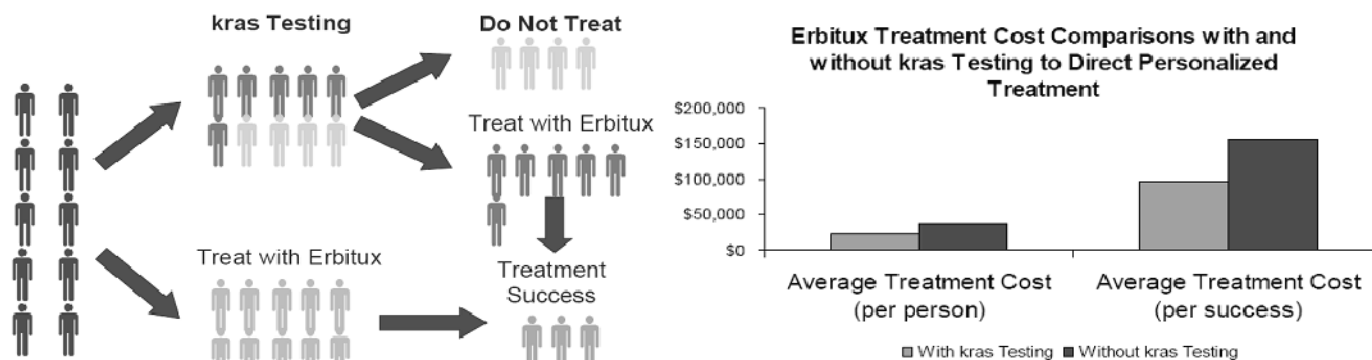 kras Testing
Do Not Treat
Treat with Erbitux
Treat with Erbitux
Treatment
Success
Erbitux Treatment Cost Comparisons with and
without kras Testing to Direct Personalized
Treatment
$200,000
$150,000
$100,000
$50,000
$0
Average Treatment Cost
(per person)
Average Treatment Cost
(per success)
With kras Testing
Without kras Testing